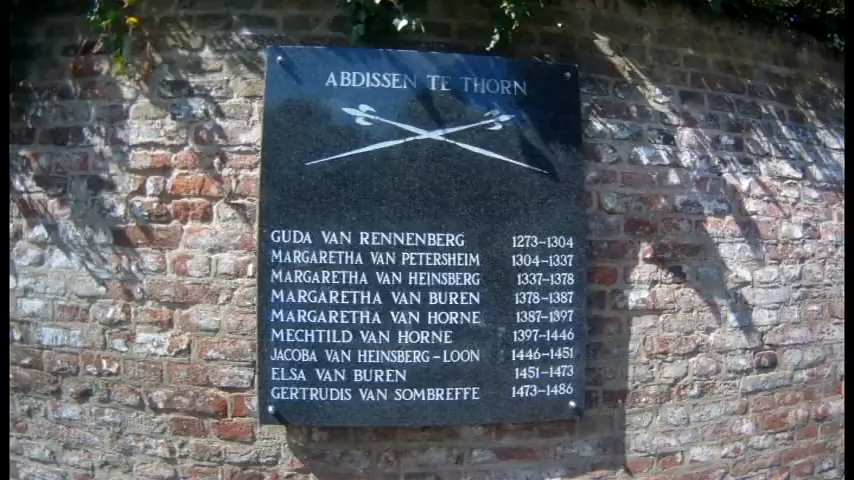 ABDISSEN TE THORN
GUDA VAN RENNENBERG 1273-1304
MARGARETHA VAN PETERSHEIM 1304-1337
MARGARETHA VAN HEINSBERG 1337-1378
MARGARETHA VAN BUREN 1378-1387
MARGARETHA VAN HORNE 1387-1397
MECHTILD VAN HORNE 1397-1446
JACOBA VAN HEINSBERG-LOON 1446-1451
ELSA VAN BUREN 1451-1473
GERTRUDIS VAN SOMBREFFE 1473-1486